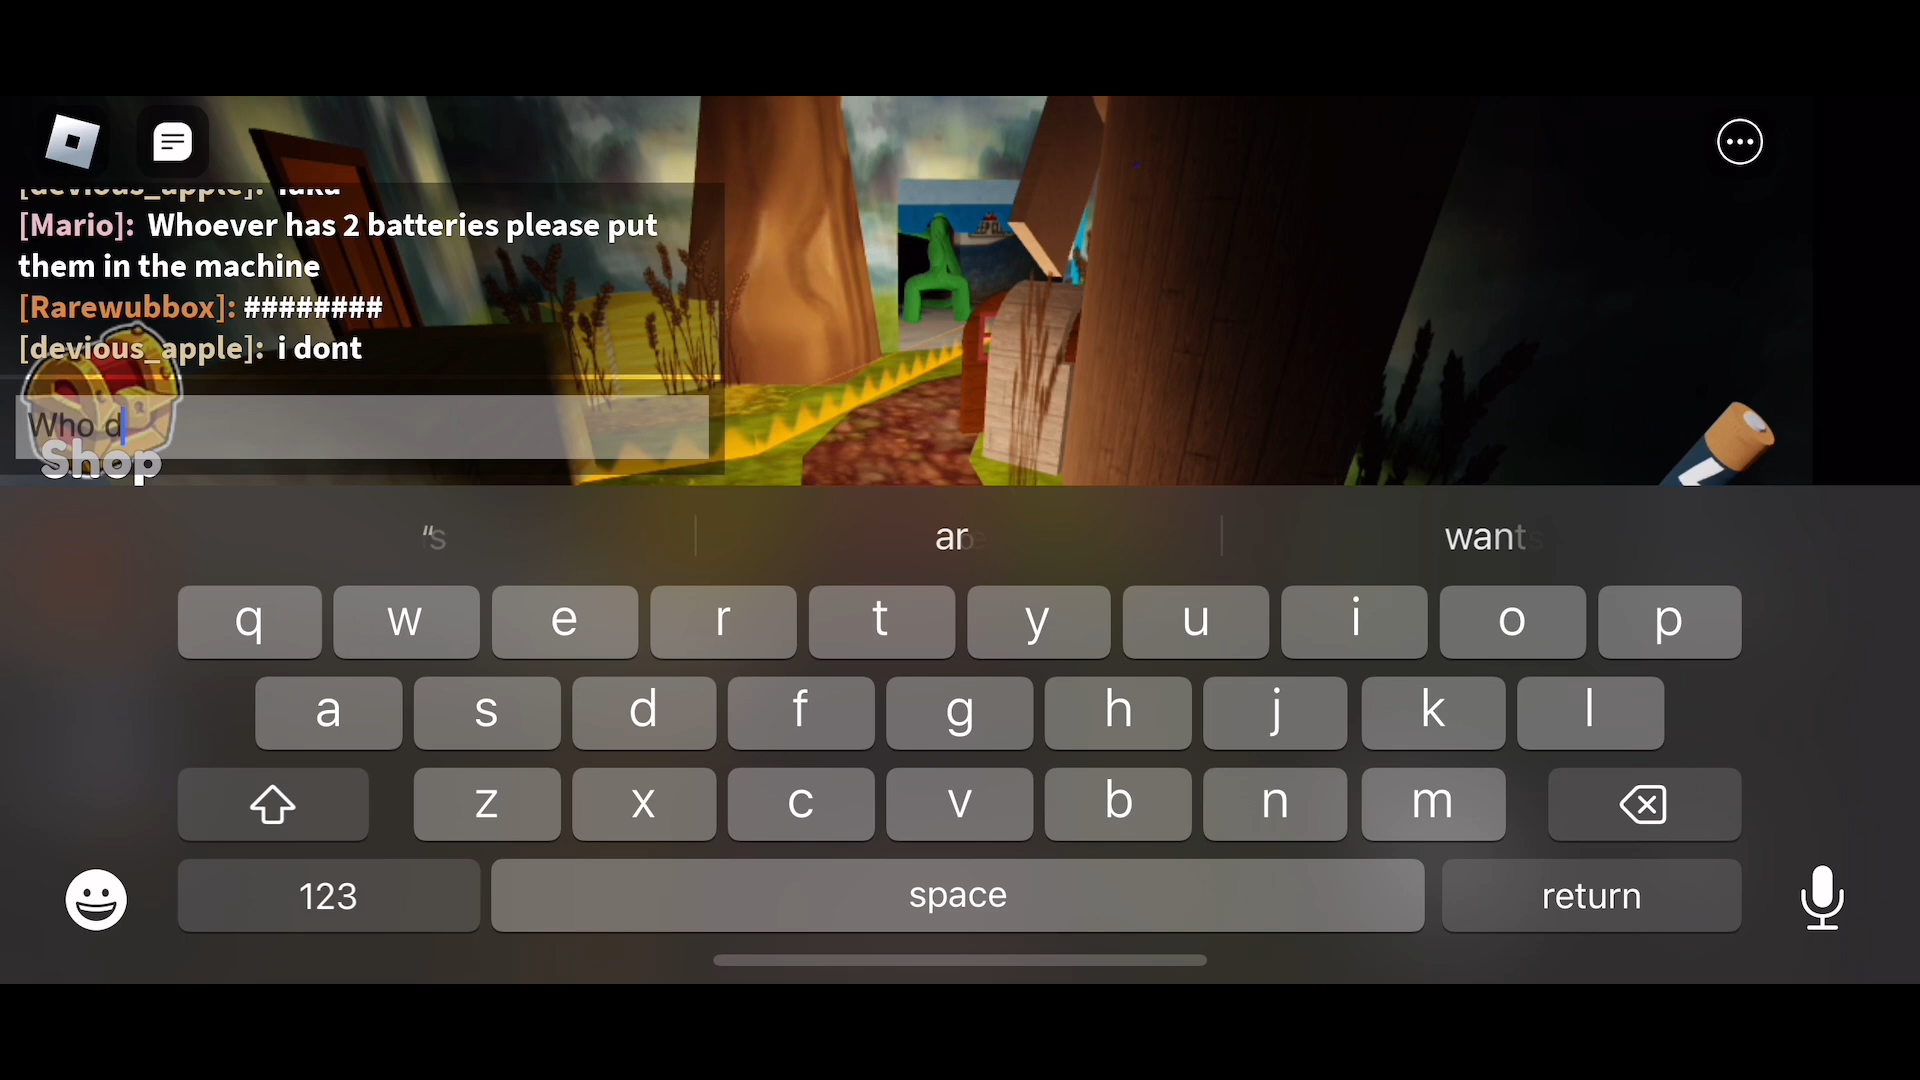 [devious_apple]:
[Mario]: Whoever has 2 batteries please put
them in the machine
[Rarewubbox]: ########
[devious_apple]: i dont
Who d
Shop
want
q w e r t y u i o p
a s d f g h j k l
z x c v b n m
123 space return